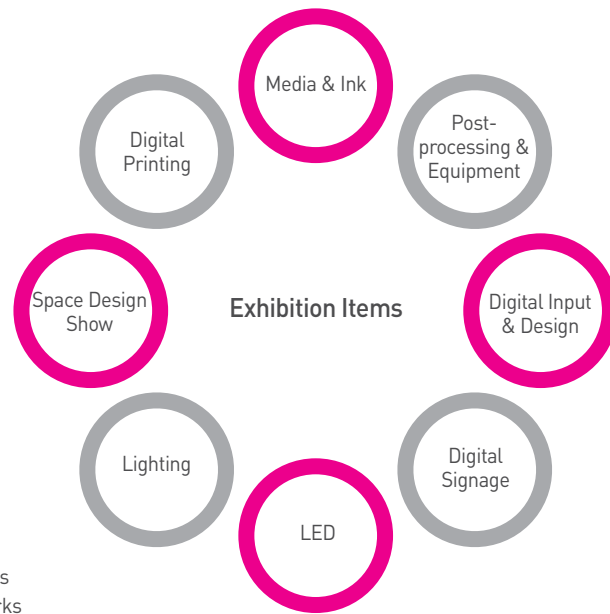 Media & Ink
Digital
Printing
Post-
processing &
Equipment
Space Design
Show
Exhibition Items
Digital Input
& Design
Lighting
Digital
Signage
LED